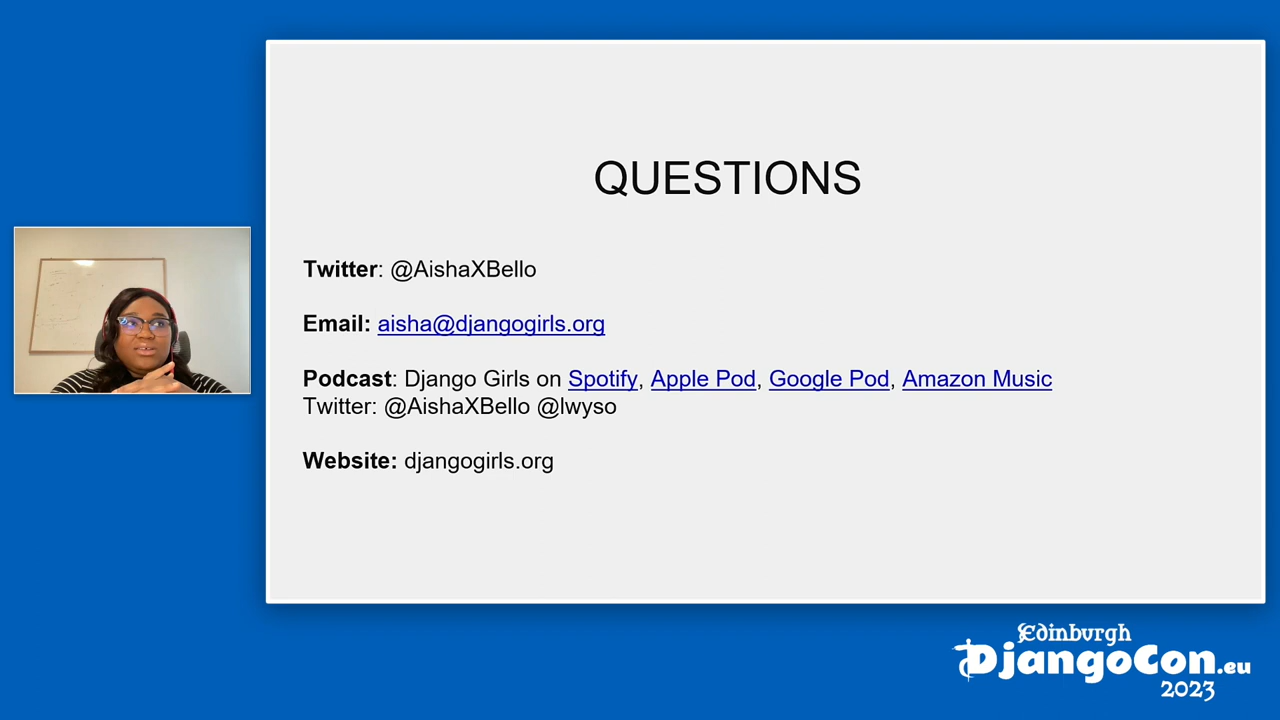 QUESTIONS
Twitter: @AishaXBello
Email: aisha@djangogirls.org
Podcast: Django Girls on Spotify, Apple Pod, Google Pod, Amazon Music
Twitter: @AishaXBello @lwyso
Website: djangogirls.org
Edinburgh
DjangoCon.eu
2023